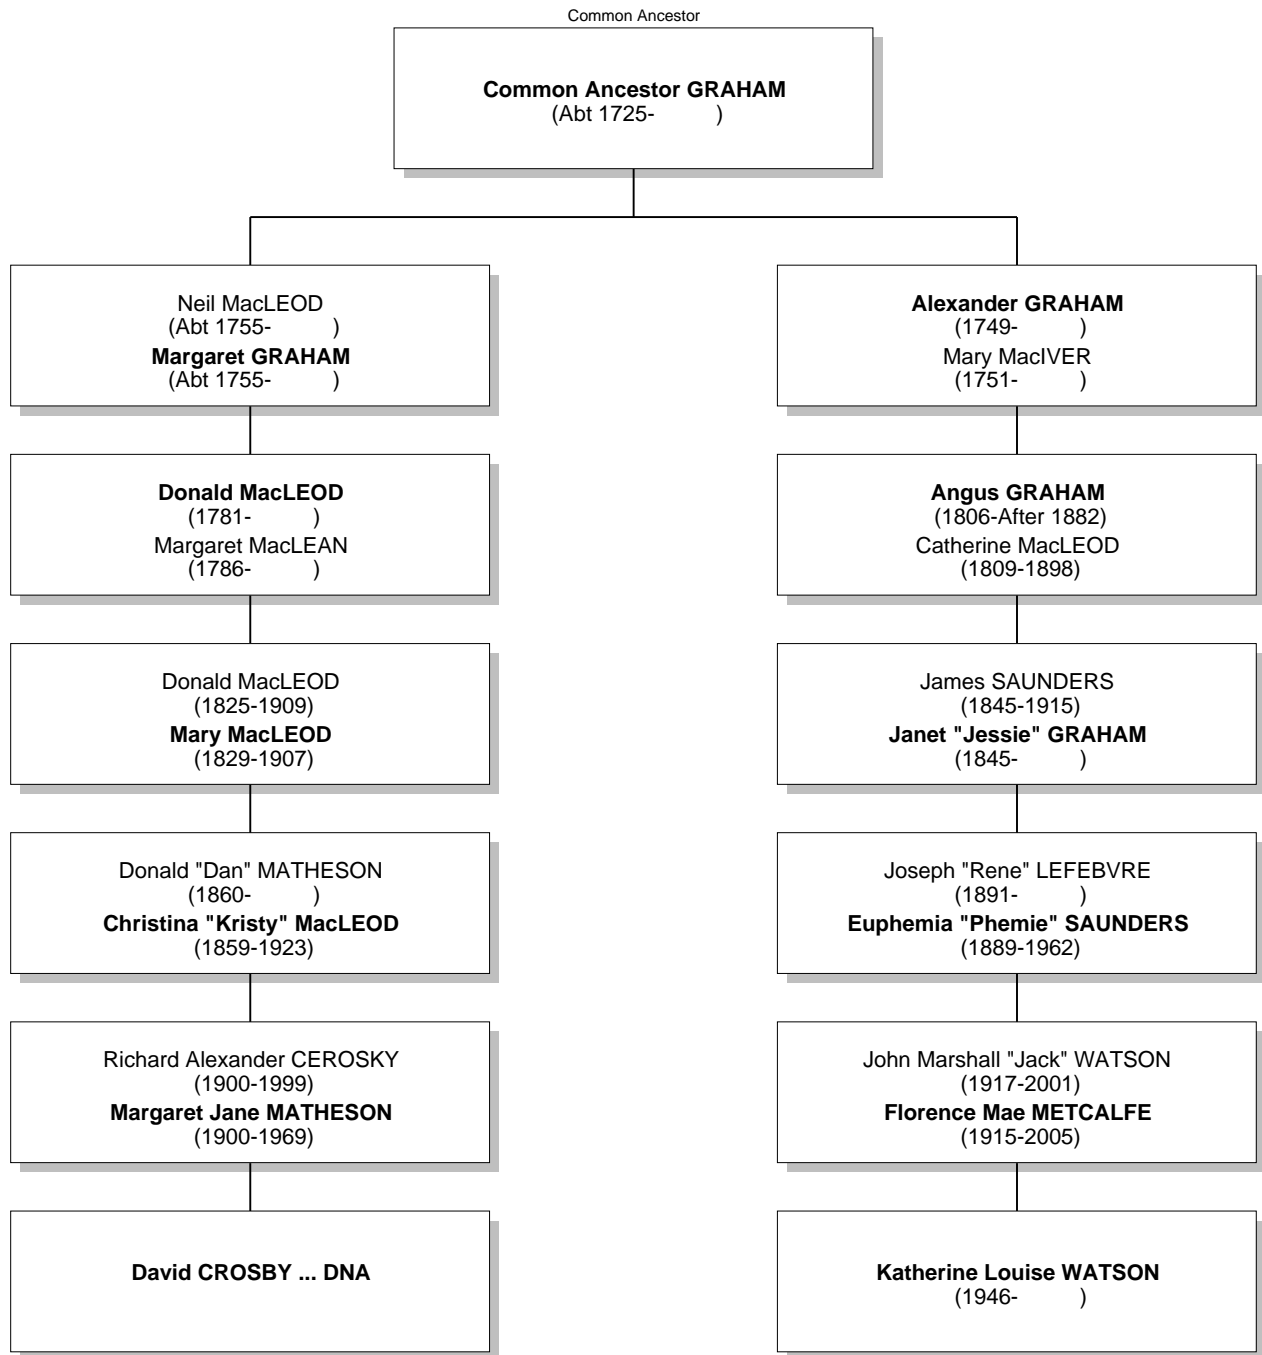 Common Ancestor
Common Ancestor GRAHAM
(Abt 1725- )
Neil MacLEOD
(Abt 1755- )
Margaret GRAHAM
(Abt 1755- )
Alexander GRAHAM
(1749- )
Mary MacIVER
(1751- )
Donald MacLEOD
(1781- )
Margaret MacLEAN
(1786- )
Angus GRAHAM
(1806-After 1882)
Catherine MacLEOD
(1809-1898)
Donald MacLEOD
(1825-1909)
Mary MacLEOD
(1829-1907)
James SAUNDERS
(1845-1915)
Janet "Jessie" GRAHAM
(1845- )
Donald "Dan" MATHESON
(1860- )
Christina "Kristy" MacLEOD
(1859-1923)
Joseph "Rene" LEFEBVRE
(1891- )
Euphemia "Phemie" SAUNDERS
(1889-1962)
Richard Alexander CEROSKY
(1900-1999)
Margaret Jane MATHESON
(1900-1969)
John Marshall "Jack" WATSON
(1917-2001)
Florence Mae METCALFE
(1915-2005)
David CROSBY ... DNA
Katherine Louise WATSON
(1946- )